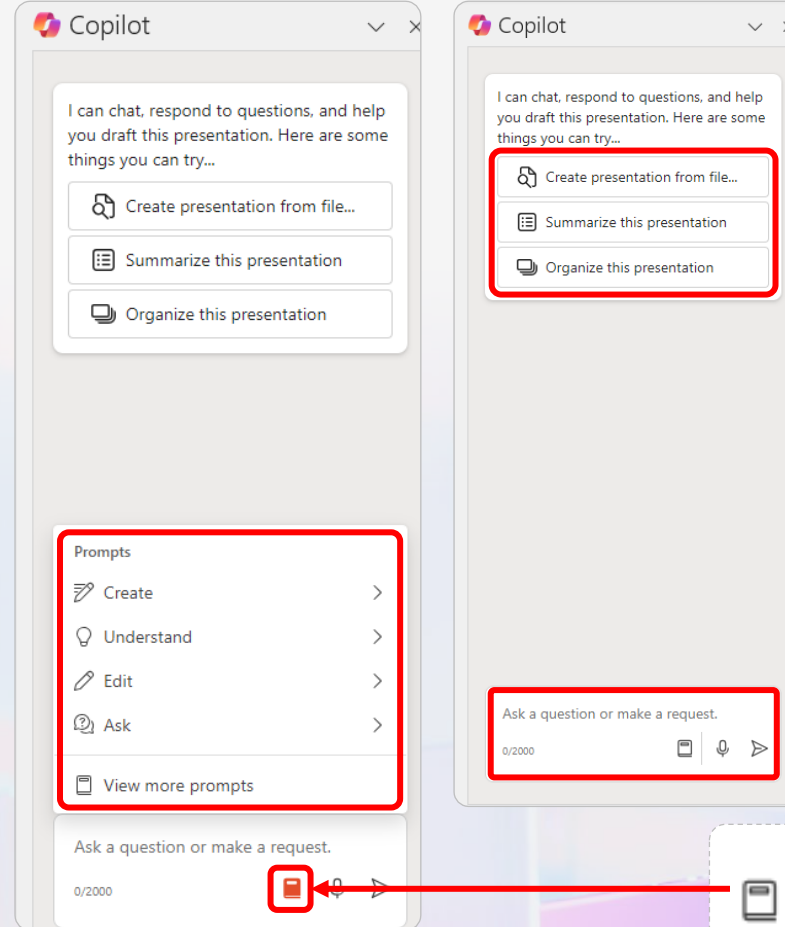 Copilot
I can chat, respond to questions, and help
you draft this presentation. Here are some
things you can try...
Create presentation from file...
Summarize this presentation
Organize this presentation
Prompts
Create
Understand
Edit
Ask
View more prompts
Ask a question or make a request.
0/2000
Copilot
I can chat, respond to questions, and help
you draft this presentation. Here are some
things you can try...
Create presentation from file...
Summarize this presentation
Organize this presentation
Ask a question or make a request.
0/2000